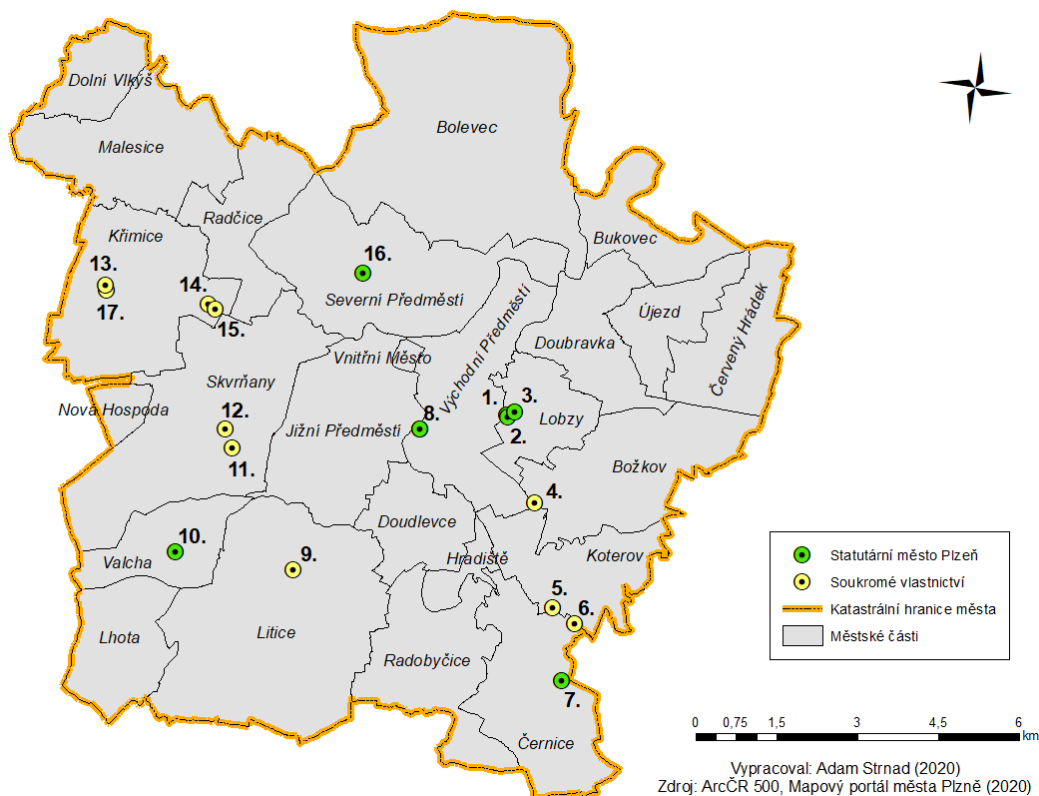 Dolní Vlkýš
Bolevec
Malesice
Radčice
Křimice
Bukovec
16.
13.
Severní Předměstí
14.
17.
15.
Újezd
Červený Hrádek
Východní Předměstí
Doubravka
Vnitřní Město
Skvrňany
Nová Hospoda
12.
Jižní Předměstí
8.
1.
3.
2.
Lobzy
11.
Božkov
4.
Doudlevce
10.
9.
Valcha
Hradiště
Koterov
5.
6.
Lhota
Litice
Radobyčice
7.
Černice
Statutární město Plzeň
Soukromé vlastnictví
Katastrální hranice města
Městské části
0 0,75 1,5 3 4,5 6
km
Vypracoval: Adam Strnad (2020)
Zdroj: ArcČR 500, Mapový portál města Plzně (2020)